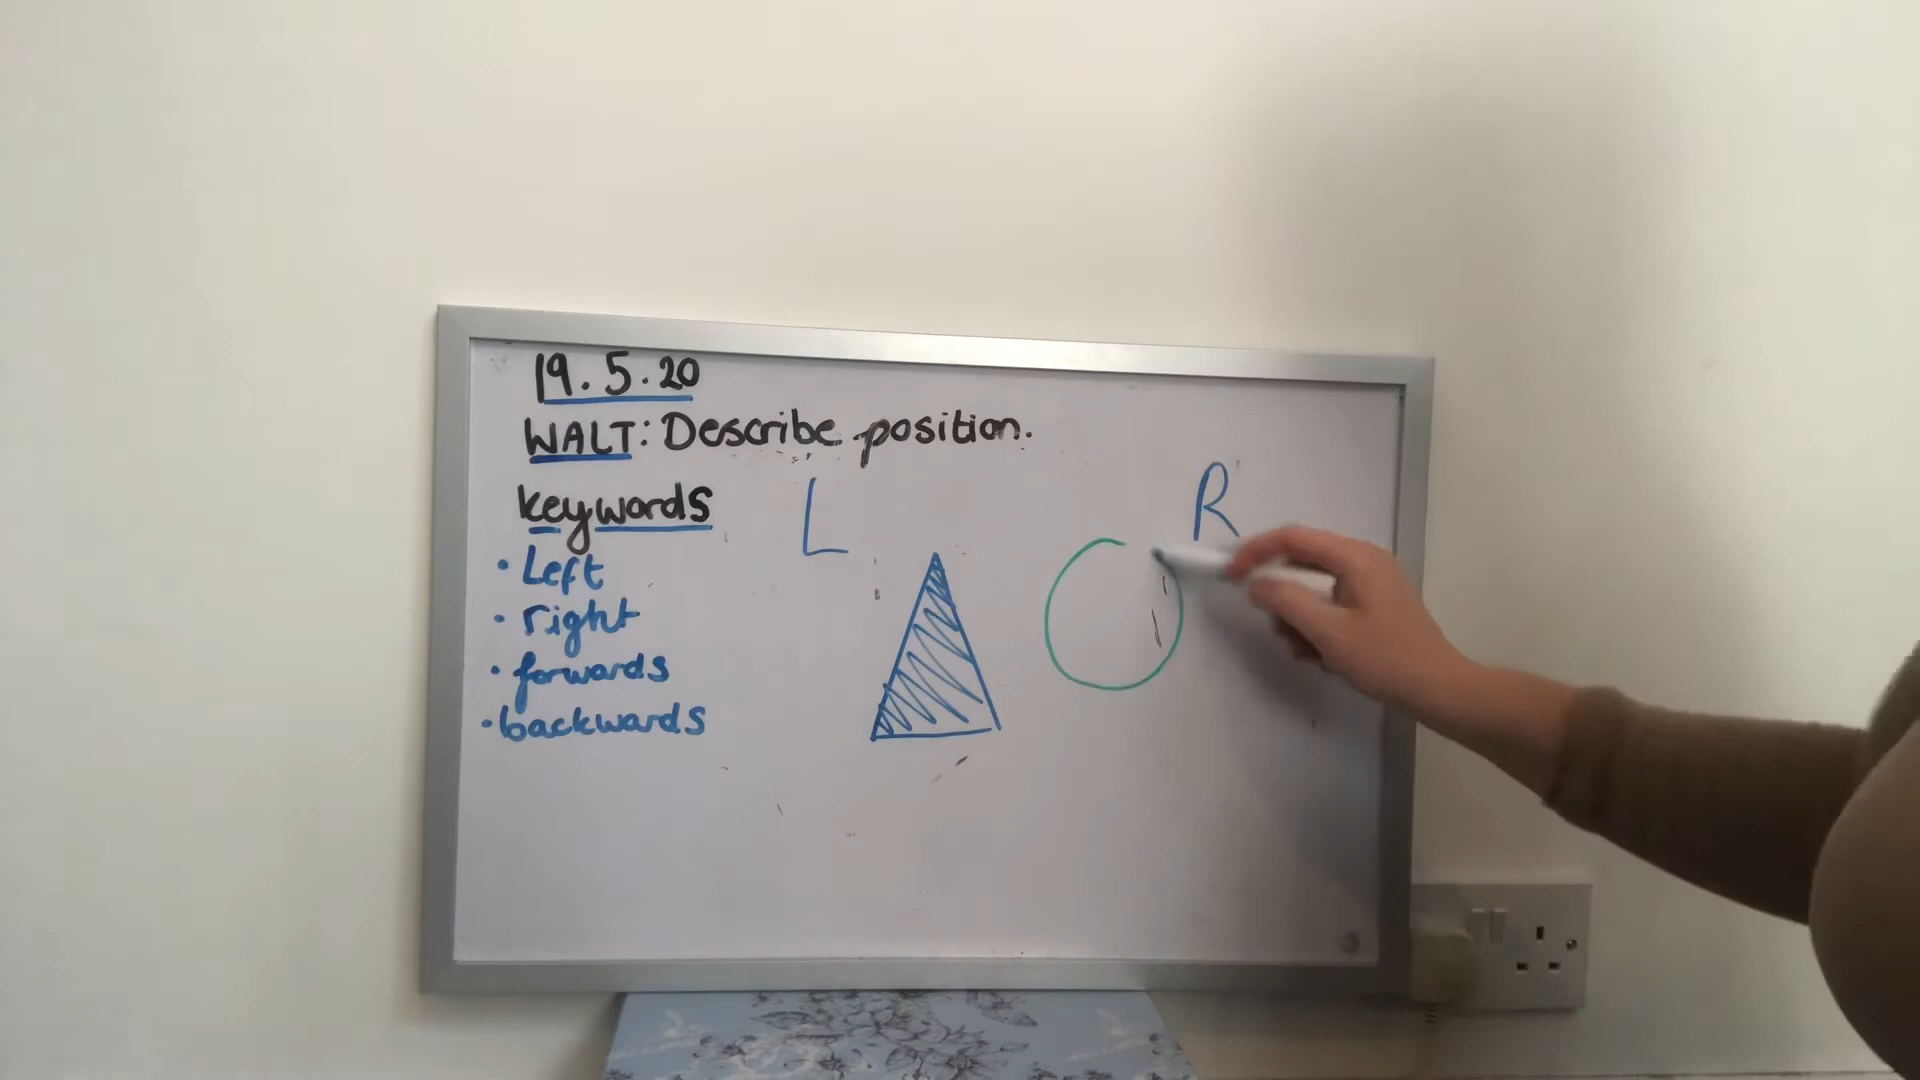 19.5.20
WALT: Describe position.
keywords
L
R
• Left
• right
• forwards
• backwards